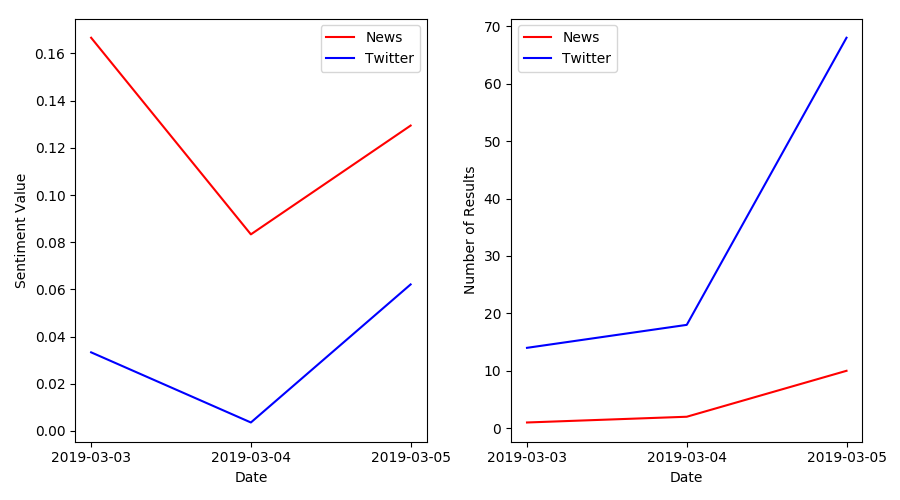 Sentiment Value
0.16
0.14
0.12
0.10
0.08
0.06
0.04
0.02
0.00
2019-03-03 2019-03-04 2019-03-05
Date
News
Twitter
Number of Results
70
60
50
40
30
20
10
0
2019-03-03 2019-03-04 2019-03-05
Date
News
Twitter